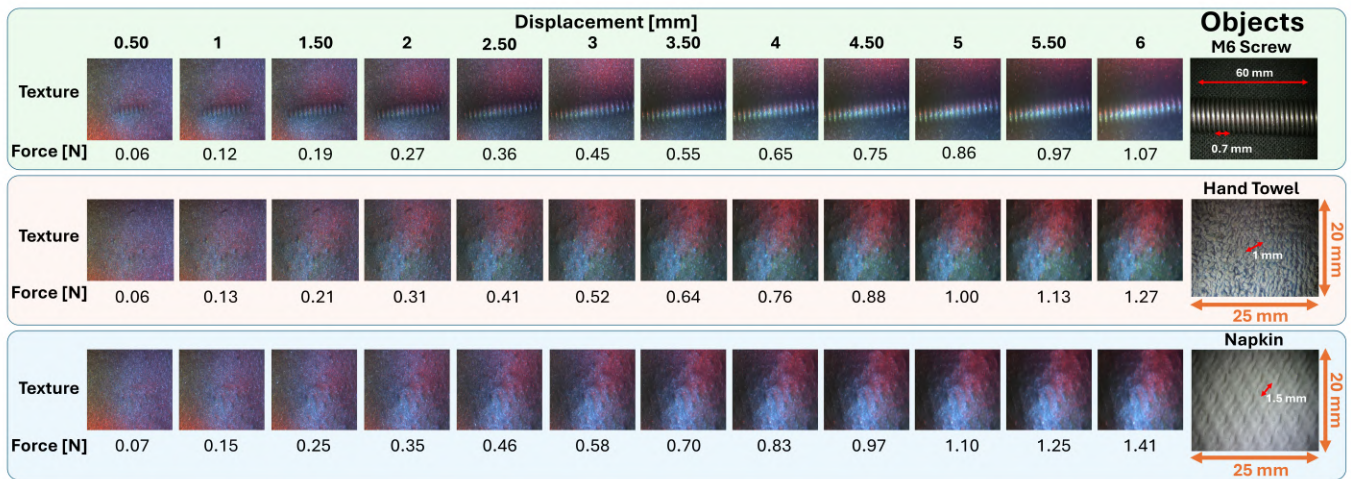 Displacement [mm]
Objects
0.50 1 1.50 2 2.50 3 3.50 4 4.50 5 5.50 6
M6 Screw
60 mm
Texture
0.7 mm
Force [N] 0.06 0.12 0.19 0.27 0.36 0.45 0.55 0.65 0.75 0.86 0.97 1.07
Hand Towel
Texture
1 mm
20 mm
Force [N] 0.06 0.13 0.21 0.31 0.41 0.52 0.64 0.76 0.88 1.00 1.13 1.27
25 mm
Napkin
Texture
1.5 mm
20 mm
Force [N] 0.07 0.15 0.25 0.35 0.46 0.58 0.70 0.83 0.97 1.10 1.25 1.41
25 mm